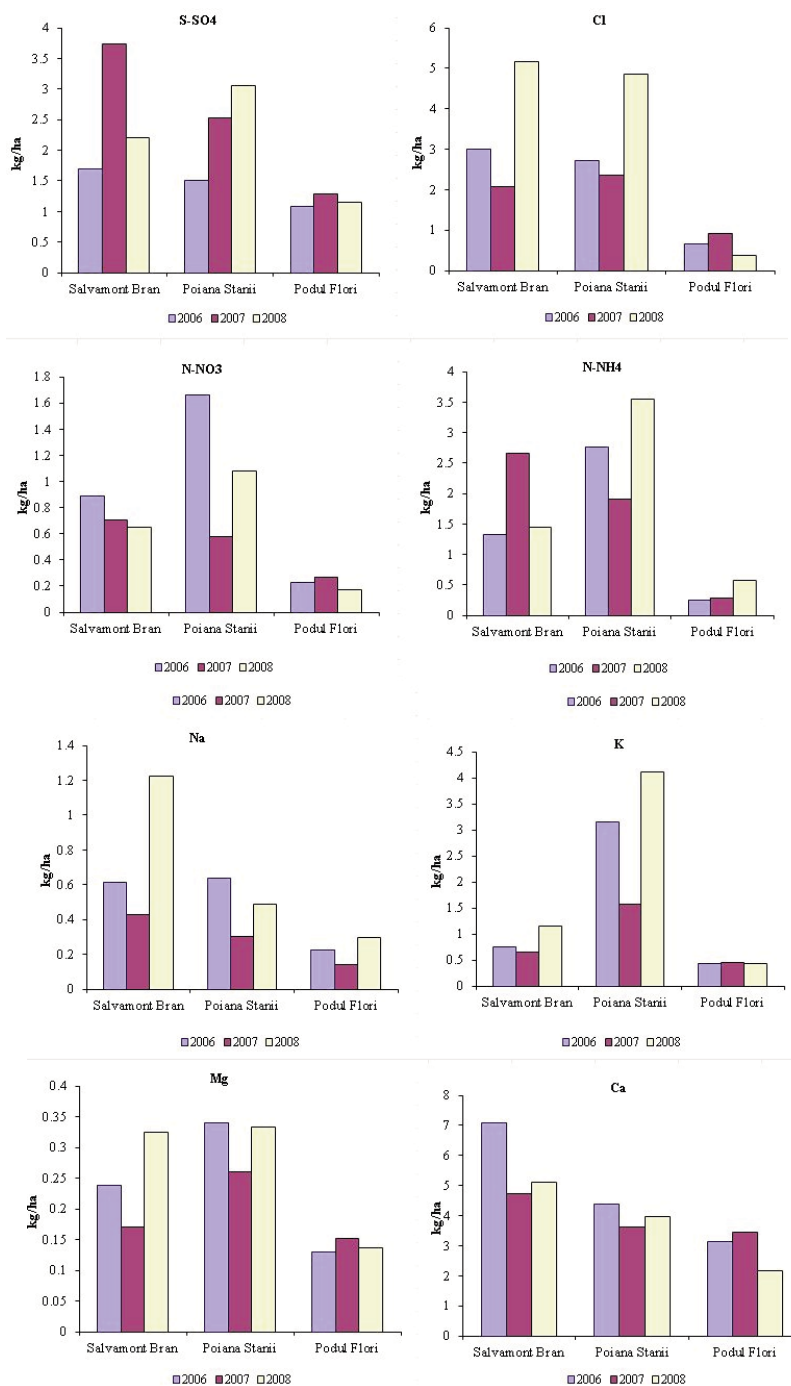 S-SO4
4
3.5
3
2.5
2
1.5
1
0.5
0
kg/ha
Salvamont Bran Poiana Stanii Podul Flori
2006 2007 2008
Cl
6
5
4
3
2
1
0
kg/ha
Salvamont Bran Poiana Stanii Podul Flori
2006 2007 2008
N-NO3
1.8
1.6
1.4
1.2
1
0.8
0.6
0.4
0.2
0
kg/ha
Salvamont Bran Poiana Stanii Podul Flori
2006 2007 2008
2006 2007 2008
N-NH4
4
3.5
3
2.5
2
1.5
1
0.5
0
kg/ha
Salvamont Bran Poiana Stanii Podul Flori
2006 2007 2008
2006 2007 2008
Na
1.4
1.2
1
0.8
0.6
0.4
0.2
0
kg/ha
Salvamont Bran Poiana Stanii Podul Flori
2006 2007 2008
K
4.5
4
3.5
3
2.5
2
1.5
1
0.5
0
kg/ha
Salvamont Bran Poiana Stanii Podul Flori
2006 2007 2008
Mg
0.4
0.35
0.3
0.25
0.2
0.15
0.1
0.05
0
kg/ha
Salvamont Bran Poiana Stanii Podul Flori
2006 2007 2008
Ca
8
7
6
5
4
3
2
1
0
kg/ha
Salvamont Bran Poiana Stanii Podul Flori
2006 2007 2008